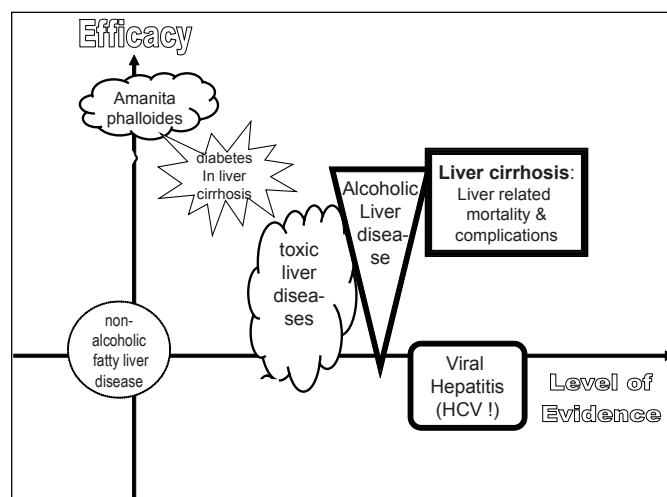 Efficacy
Amanita
phalloides
diabetes
In liver
cirrhosis
Alcoholic
Liver
disea-
se
Liver cirrhosis:
Liver related
mortality &
complications
toxic
liver
disea-
ses
non-
alcoholic
fatty liver
disease
Viral
Hepatitis
(HCV !)
Level of
Evidence